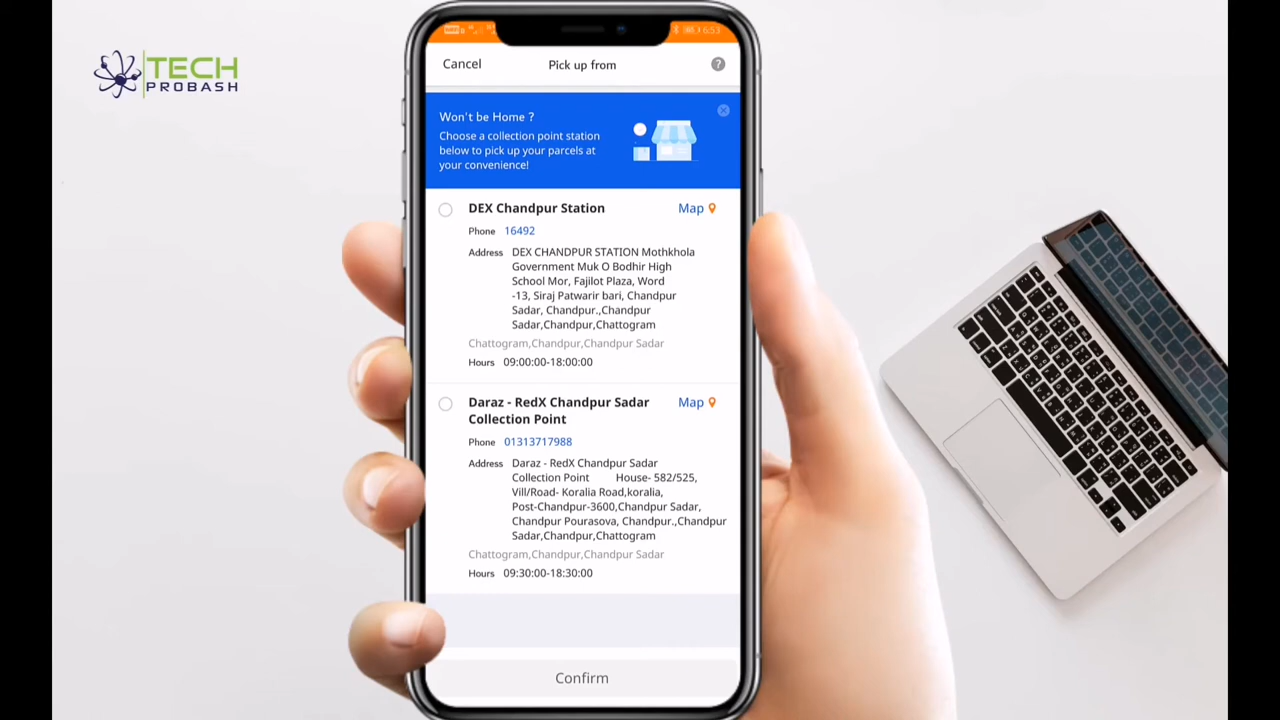 TECH
PROBASH
6:53
Cancel
Pick up from
?
Won't be Home ?
Choose a collection point station
below to pick up your parcels at
your convenience!
DEX Chandpur Station
Map
Phone 16492
Address DEX CHANDPUR STATION Mothkhola
Government Muk O Bodhir High
School Mor, Fajilot Plaza, Word
-13, Siraj Patwarir bari, Chandpur
Sadar, Chandpur.,Chandpur
Sadar,Chandpur,Chattogram
Chattogram,Chandpur,Chandpur Sadar
Hours 09:00:00-18:00:00
Daraz - RedX Chandpur Sadar
Collection Point
Map
Phone 01313717988
Address Daraz - RedX Chandpur Sadar
Collection Point House- 582/525,
Vill/Road- Koralia Road,koralia,
Post-Chandpur-3600,Chandpur Sadar,
Chandpur Pourasova, Chandpur.,Chandpur
Sadar,Chandpur,Chattogram
Chattogram,Chandpur,Chandpur Sadar
Hours 09:30:00-18:30:00
Confirm